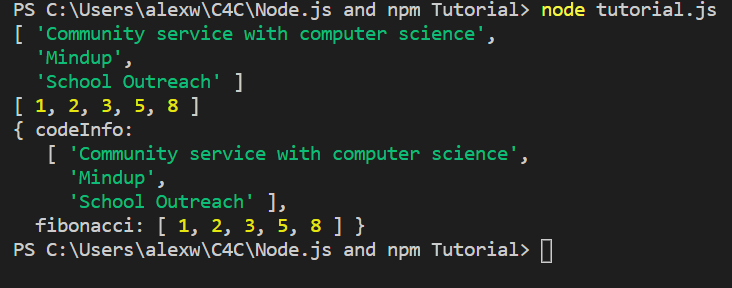 PS C:\Users\alexw\C4C\Node.js and npm Tutorial> node tutorial.js
[ 'Community service with computer science',
  'Mindup',
  'School Outreach' ]
[ 1, 2, 3, 5, 8 ]
{ codeInfo:
   [ 'Community service with computer science',
     'Mindup',
     'School Outreach' ],
  fibonacci: [ 1, 2, 3, 5, 8 ] }
PS C:\Users\alexw\C4C\Node.js and npm Tutorial>